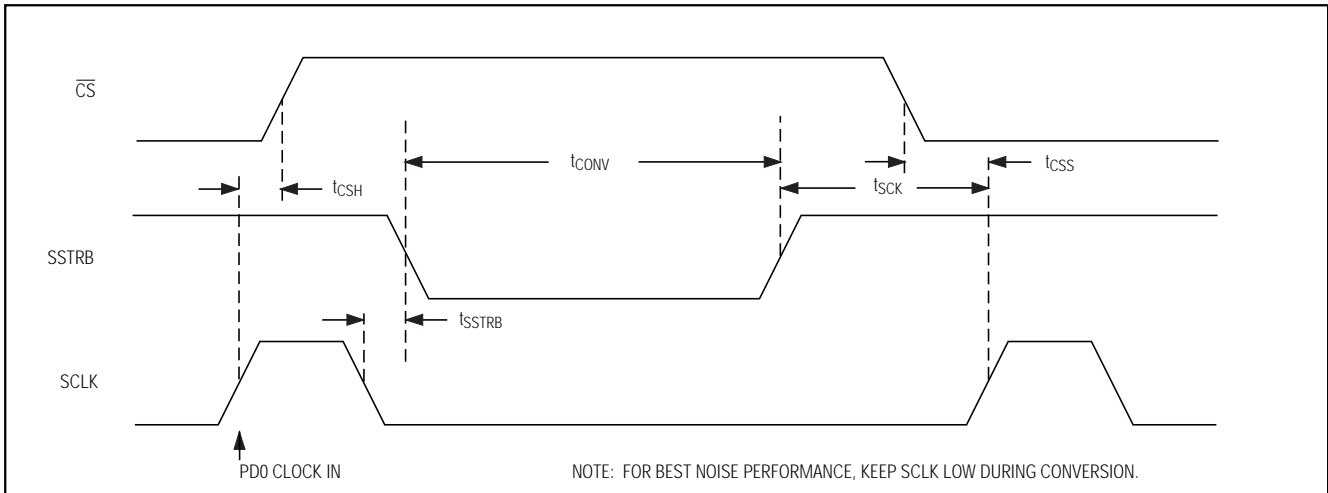 CS
tCONV
tCSS
tCSH
tSCK
SSTRB
tSSTRB
SCLK
PD0 CLOCK IN
NOTE: FOR BEST NOISE PERFORMANCE, KEEP SCLK LOW DURING CONVERSION.